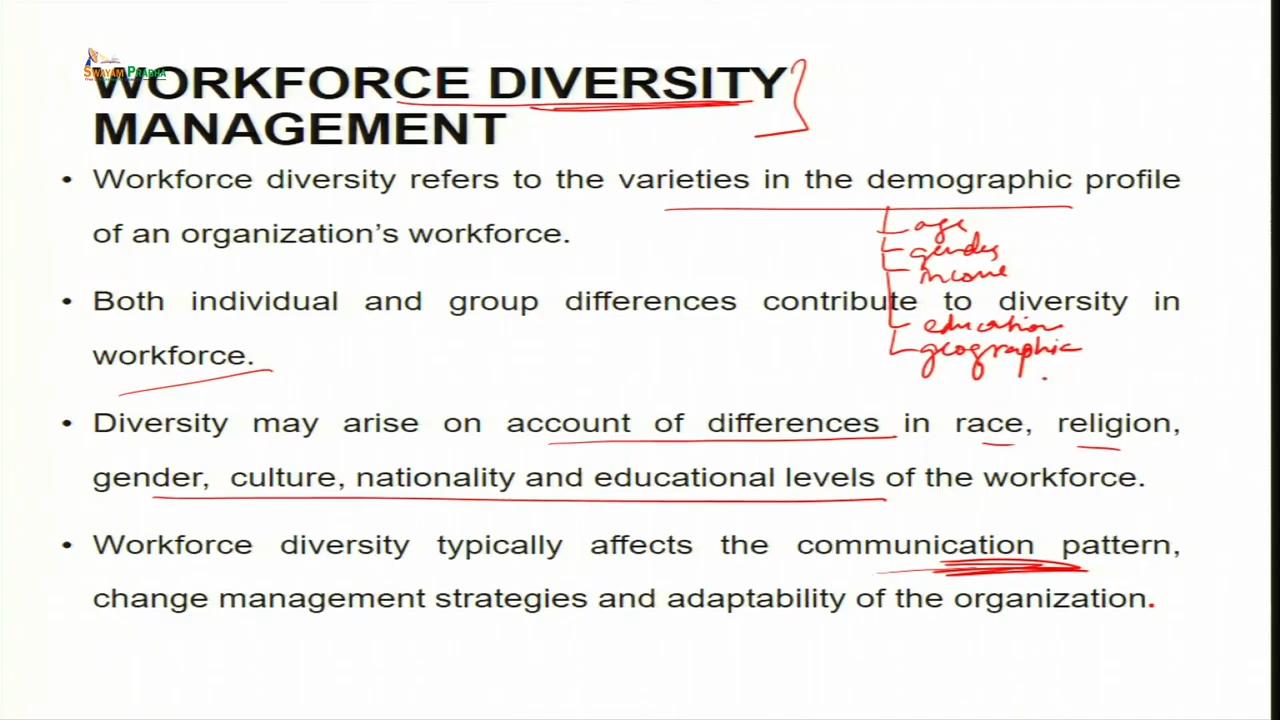 SWAYAM PRABHA
WORKFORCE DIVERSITY
MANAGEMENT
• Workforce diversity refers to the varieties in the demographic profile
of an organization's workforce.
age
gender
income
• Both individual and group differences contribute to diversity in
workforce.
education
geographic
• Diversity may arise on account of differences in race, religion,
gender, culture, nationality and educational levels of the workforce.
• Workforce diversity typically affects the communication pattern,
change management strategies and adaptability of the organization.